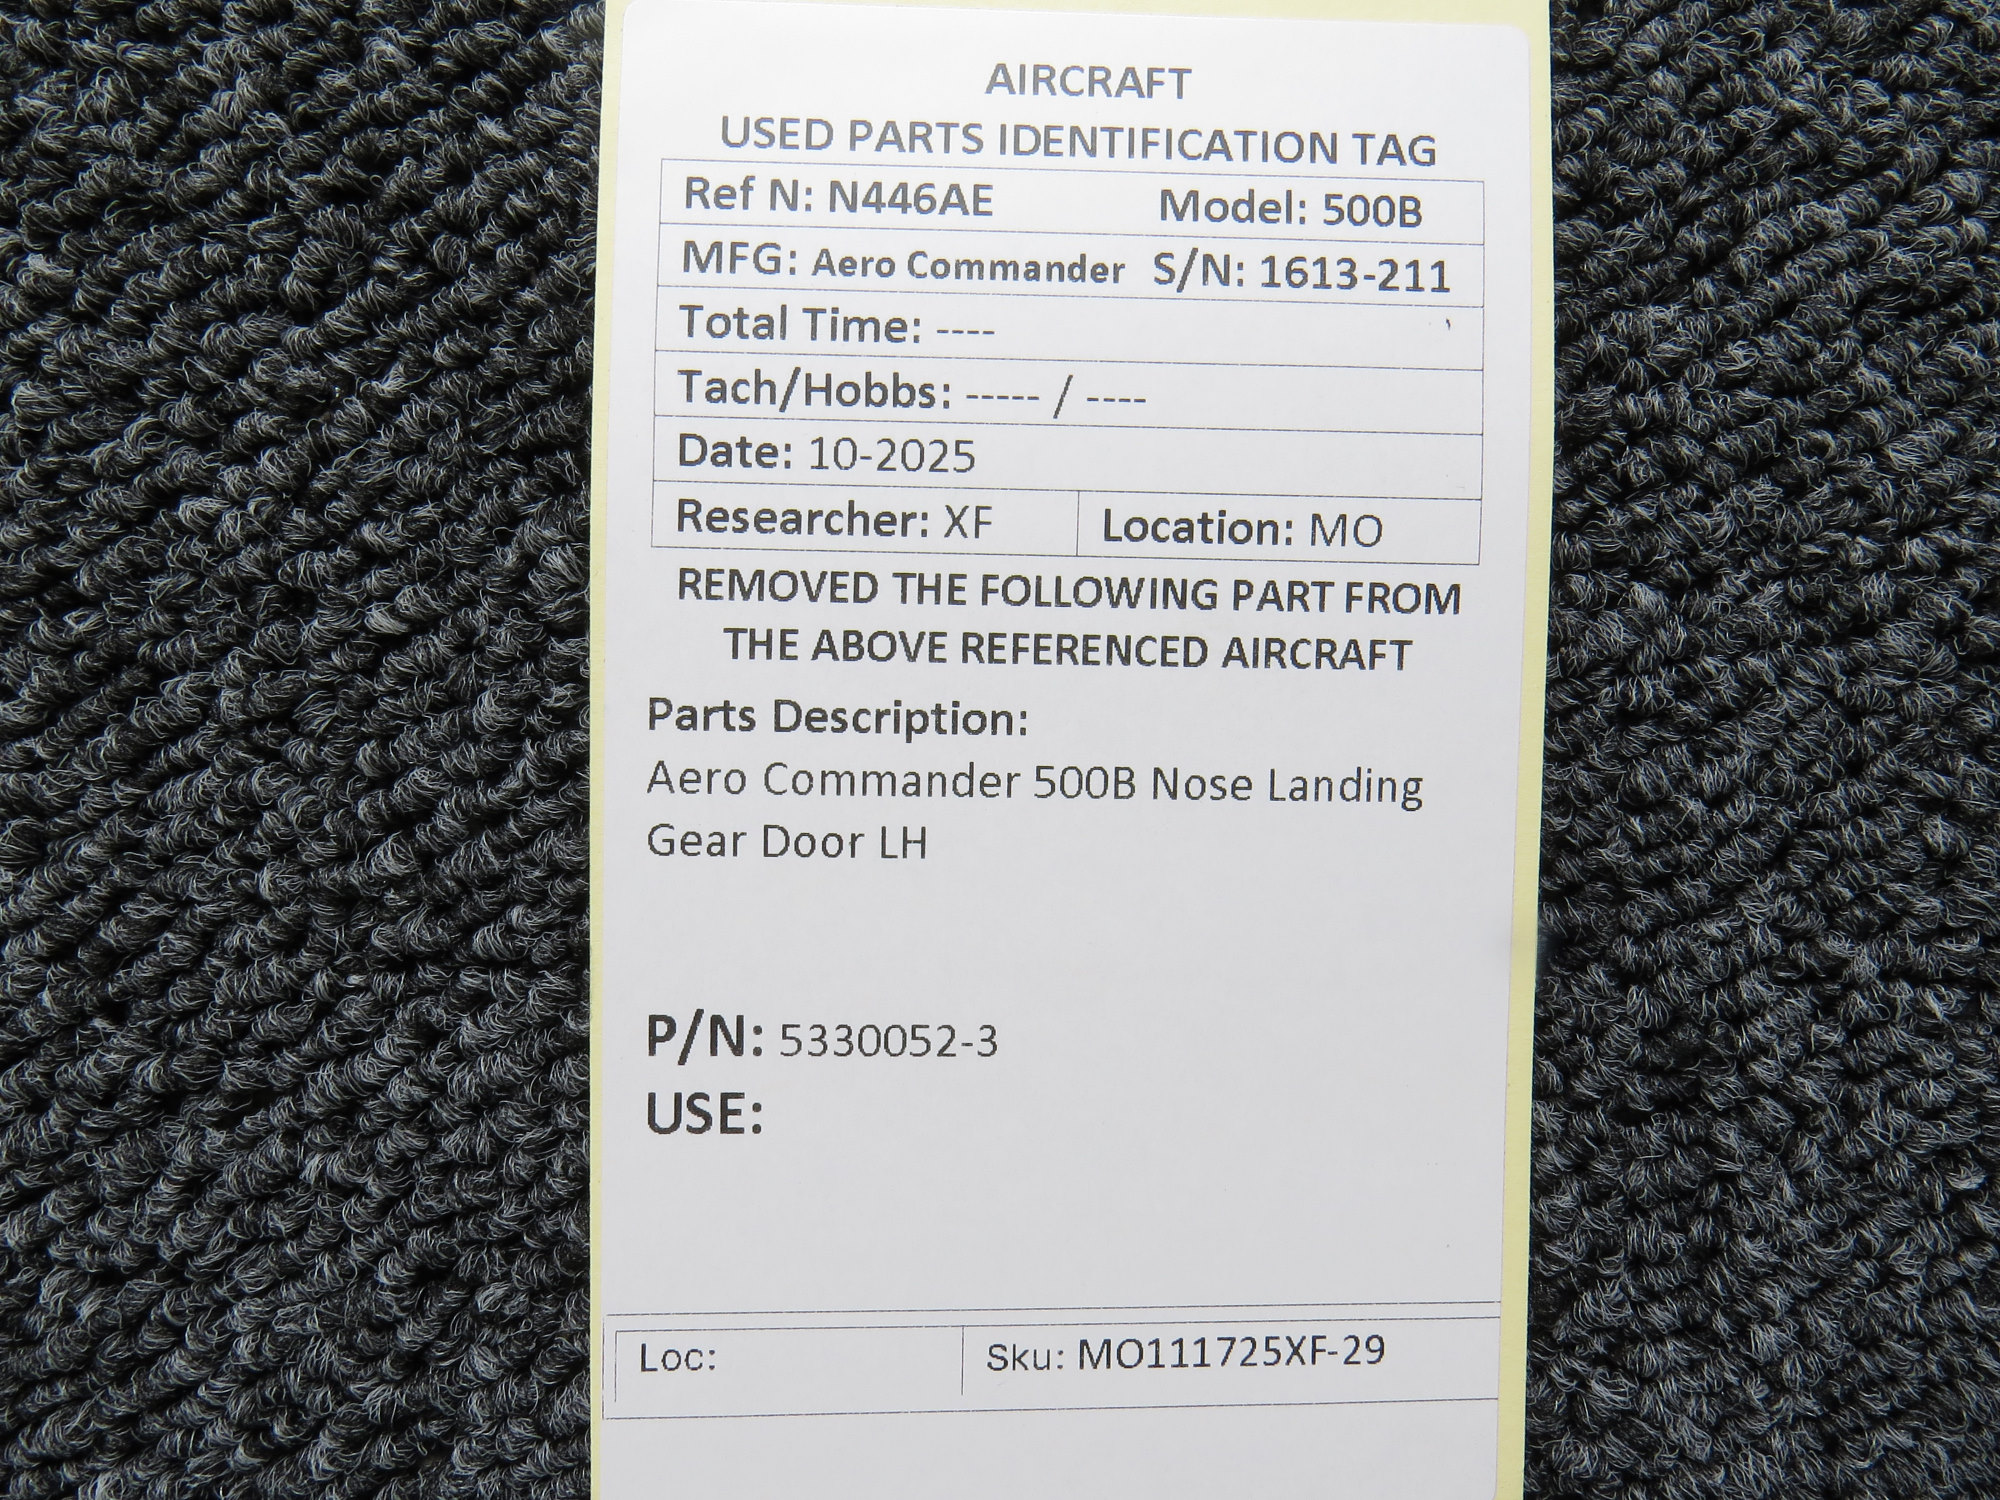 AIRCRAFT
USED PARTS IDENTIFICATION TAG
Ref N: N446AE Model: 500B
MFG: Aero Commander S/N: 1613-211
Total Time: ----
Tach/Hobbs: ----- / ----
Date: 10-2025
Researcher: XF Location: MO
REMOVED THE FOLLOWING PART FROM
THE ABOVE REFERENCED AIRCRAFT
Parts Description:
Aero Commander 500B Nose Landing
Gear Door LH
P/N: 5330052-3
USE:
Loc: Sku: MO111725XF-29